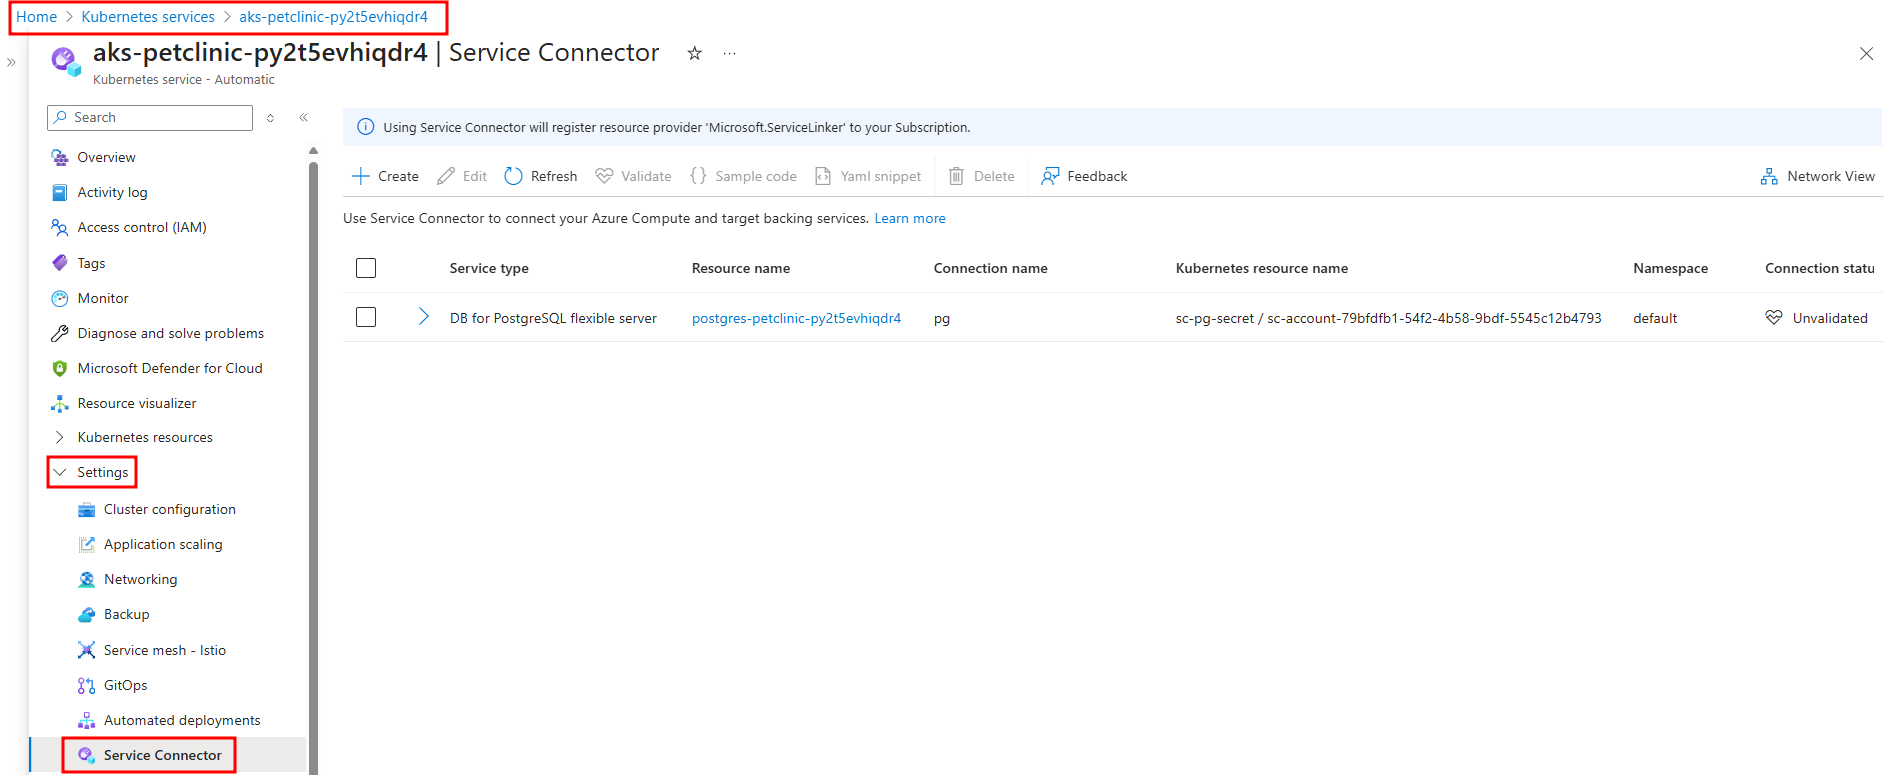 Home > Kubernetes services > aks-petclinic-py2t5evhiqdr4
aks-petclinic-py2t5evhiqdr4 | Service Connector
Kubernetes service - Automatic
Search
Overview
Activity log
Access control (IAM)
Tags
Monitor
Diagnose and solve problems
Microsoft Defender for Cloud
Resource visualizer
Kubernetes resources
Settings
Cluster configuration
Application scaling
Networking
Backup
Service mesh - Istio
GitOps
Automated deployments
Service Connector
Using Service Connector will register resource provider 'Microsoft.ServiceLinker' to your Subscription.
Create Edit Refresh Validate Sample code Yaml snippet Delete Feedback Network View
Use Service Connector to connect your Azure Compute and target backing services. Learn more
Service type Resource name Connection name Kubernetes resource name Namespace Connection statu
DB for PostgreSQL flexible server postgres-petclinic-py2t5evhiqdr4 pg sc-pg-secret / sc-account-79bfdfb1-54f2-4b58-9bdf-5545c12b4793 default Unvalidated